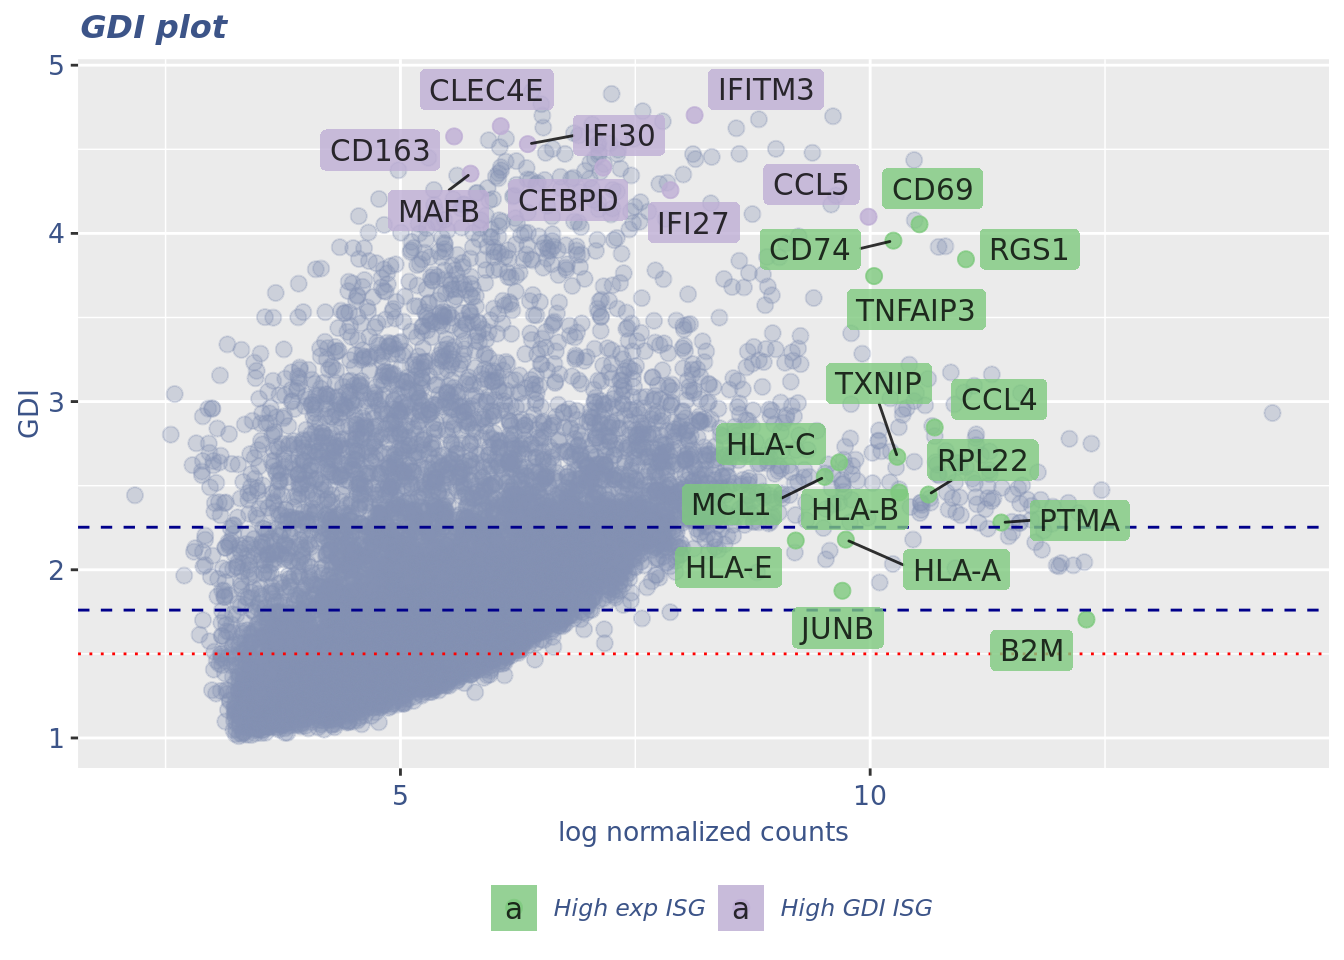 GDI plot
5
4
3
2
1
GDI
CLEC4E
IFITM3
CD163
IFI30
CCL5
CD69
MAFB
CEBPD
IFI27
CD74
RGS1
TNFAIP3
TXNIP
CCL4
HLA-C
RPL22
MCL1
HLA-B
PTMA
HLA-E
HLA-A
JUNB
B2M
5
10
log normalized counts
a High exp ISG a High GDI ISG